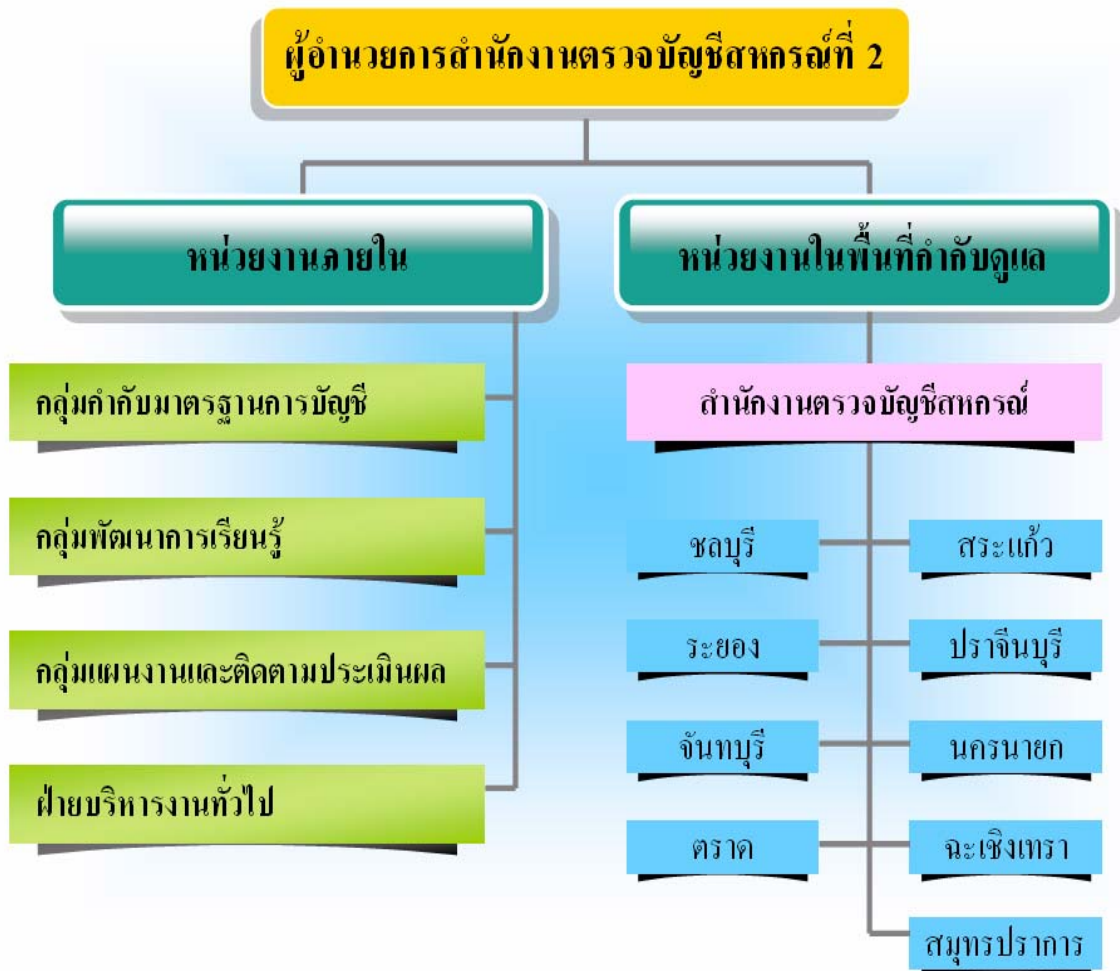 ผู้อำนวยการสำนักงานตรวจบัญชีสหกรณ์ที่ 2
หน่วยงานภายใน
หน่วยงานในพื้นที่กำกับดูแล
กลุ่มกำกับมาตรฐานการบัญชี
กลุ่มพัฒนาการเรียนรู้
กลุ่มแผนงานและติดตามประเมินผล
ฝ่ายบริหารงานทั่วไป
สำนักงานตรวจบัญชีสหกรณ์
ชลบุรี
สระแก้ว
ระยอง
ปราจีนบุรี
จันทบุรี
นครนายก
ตราด
ฉะเชิงเทรา
สมุทรปราการ